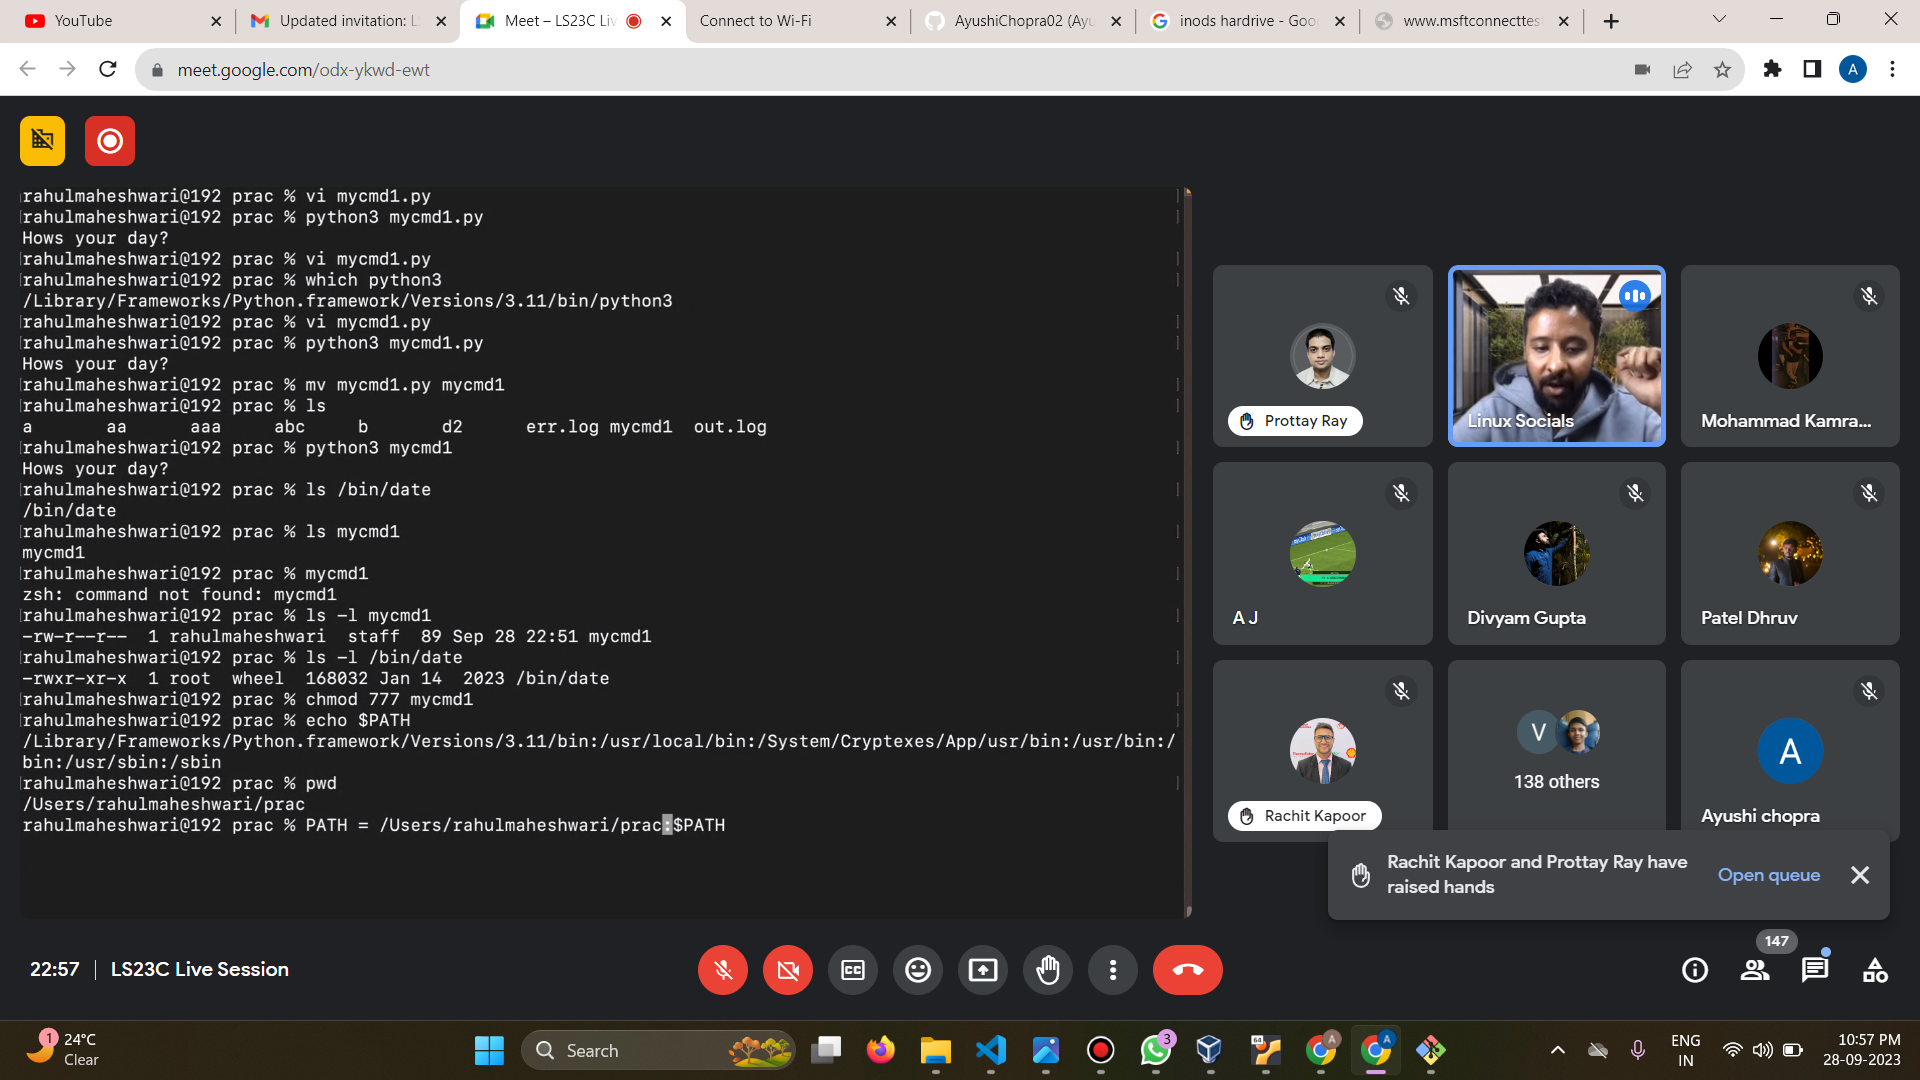 YouTube
Updated invitation: LS
Meet – LS23C Liv
Connect to Wi-Fi
AyushiChopra02 (Ayu
inods hardrive - Goo
www.msftconnecttes
meet.google.com/odx-ykwd-ewt
A
rahulmaheshwari@192 prac % vi mycmd1.py
rahulmaheshwari@192 prac % python3 mycmd1.py
Hows your day?
rahulmaheshwari@192 prac % vi mycmd1.py
rahulmaheshwari@192 prac % which python3
/Library/Frameworks/Python.framework/Versions/3.11/bin/python3
rahulmaheshwari@192 prac % vi mycmd1.py
rahulmaheshwari@192 prac % python3 mycmd1.py
Hows your day?
rahulmaheshwari@192 prac % mv mycmd1.py mycmd1
rahulmaheshwari@192 prac % ls
a aa aaa abc b d2 err.log mycmd1 out.log
rahulmaheshwari@192 prac % python3 mycmd1
Hows your day?
rahulmaheshwari@192 prac % ls /bin/date
/bin/date
rahulmaheshwari@192 prac % ls mycmd1
mycmd1
rahulmaheshwari@192 prac % mycmd1
zsh: command not found: mycmd1
rahulmaheshwari@192 prac % ls -l mycmd1
-rw-r--r-- 1 rahulmaheshwari staff 89 Sep 28 22:51 mycmd1
rahulmaheshwari@192 prac % ls -l /bin/date
-rwxr-xr-x 1 root wheel 168032 Jan 14 2023 /bin/date
rahulmaheshwari@192 prac % chmod 777 mycmd1
rahulmaheshwari@192 prac % echo $PATH
/Library/Frameworks/Python.framework/Versions/3.11/bin:/usr/local/bin:/System/Cryptexes/App/usr/bin:/usr/bin:/
bin:/usr/sbin:/sbin
rahulmaheshwari@192 prac % pwd
/Users/rahulmaheshwari/prac
rahulmaheshwari@192 prac % PATH = /Users/rahulmaheshwari/prac:$PATH
Prottay Ray
Linux Socials
Mohammad Kamra...
A J
Divyam Gupta
Patel Dhruv
Rachit Kapoor
V
138 others
A
Ayushi chopra
Rachit Kapoor and Prottay Ray have
raised hands
Open queue
22:57 | LS23C Live Session
147
1
24°C
Clear
Search
64
3
A
A
ENG
IN
10:57 PM
28-09-2023